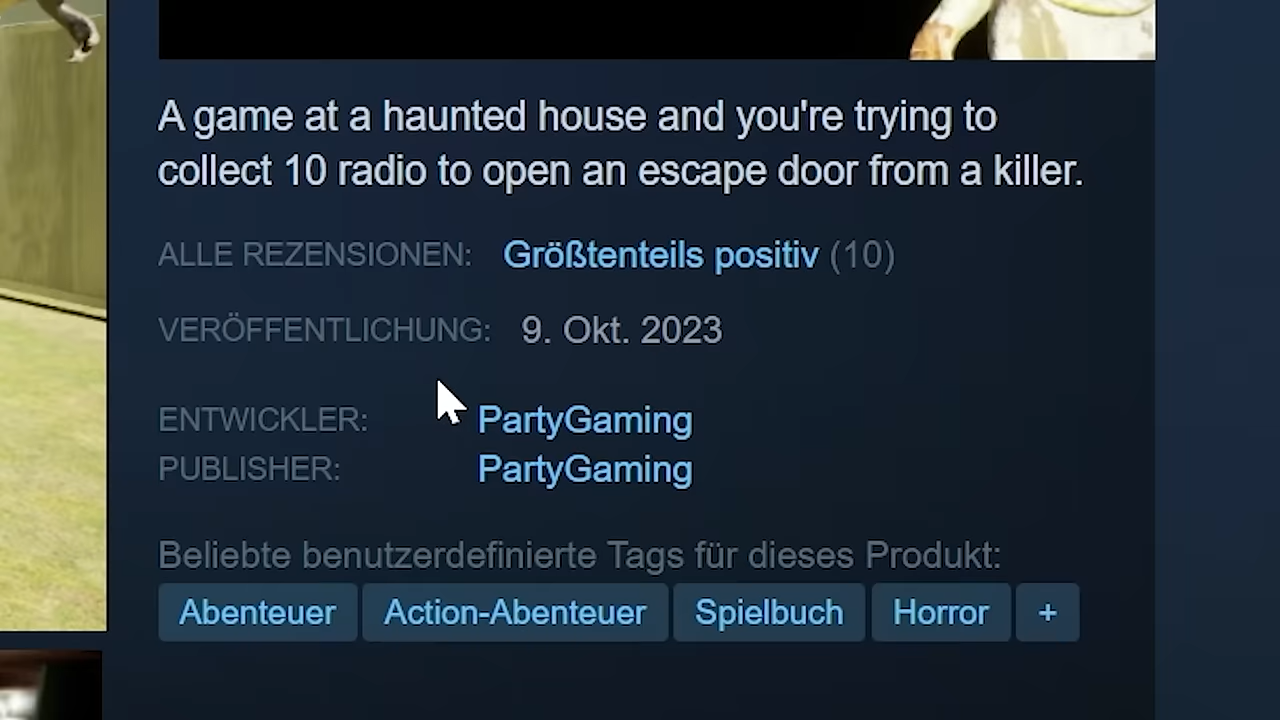 A game at a haunted house and you're trying to
collect 10 radio to open an escape door from a killer.
ALLE REZENSIONEN: Größtenteils positiv (10)
VERÖFFENTLICHUNG: 9. Okt. 2023
ENTWICKLER: PartyGaming
PUBLISHER: PartyGaming
Beliebte benutzerdefinierte Tags für dieses Produkt:
Abenteuer Action-Abenteuer Spielbuch Horror +